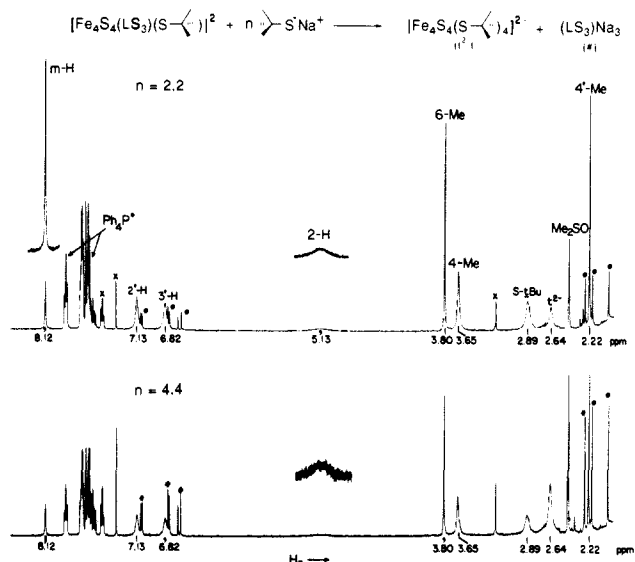 [Fe4S4(LS3)(S )]2 + n S-Na+ [Fe4S4(S )4]2- + (LS3)Na3
(t2-) (#)
m-H
n = 2.2
Ph4P+
x x
2'-H 3'-H
2-H
6-Me
4-Me
x
S-tBu
t2-
Me2SO
4'-Me
8.12 7.13 6.82 5.13 3.80 3.65 2.89 2.64 2.22 ppm
n = 4.4
8.12 7.13 6.82 3.80 3.65 2.89 2.64 2.22 ppm